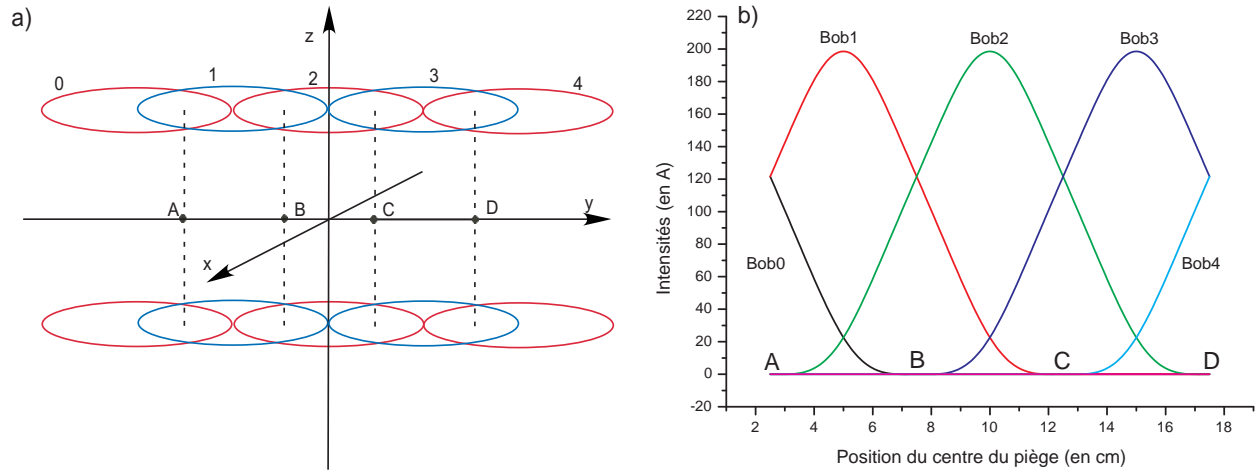 a)
z
0
1
2
3
4
A
B
C
D
y
x
b)
Bob1
Bob2
Bob3
Bob0
Bob4
A
B
C
D
220
200
180
160
140
120
100
80
60
40
20
0
-20
Intensités (en A)
2
4
6
8
10
12
14
16
18
Position du centre du piège (en cm)